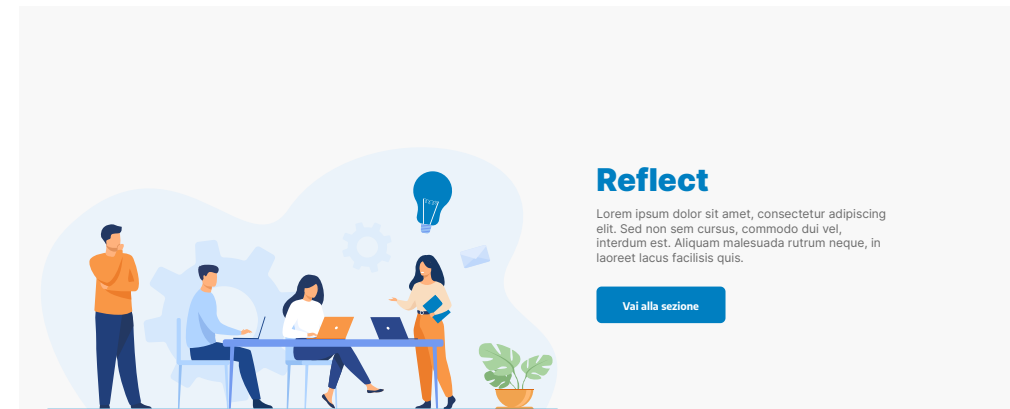 Reflect
Lorem ipsum dolor sit amet, consectetur adipiscing
elit. Sed non sem cursus, commodo dui vel,
interdum est. Aliquam malesuada rutrum neque, in
laoreet lacus facilisis quis.
Vai alla sezione